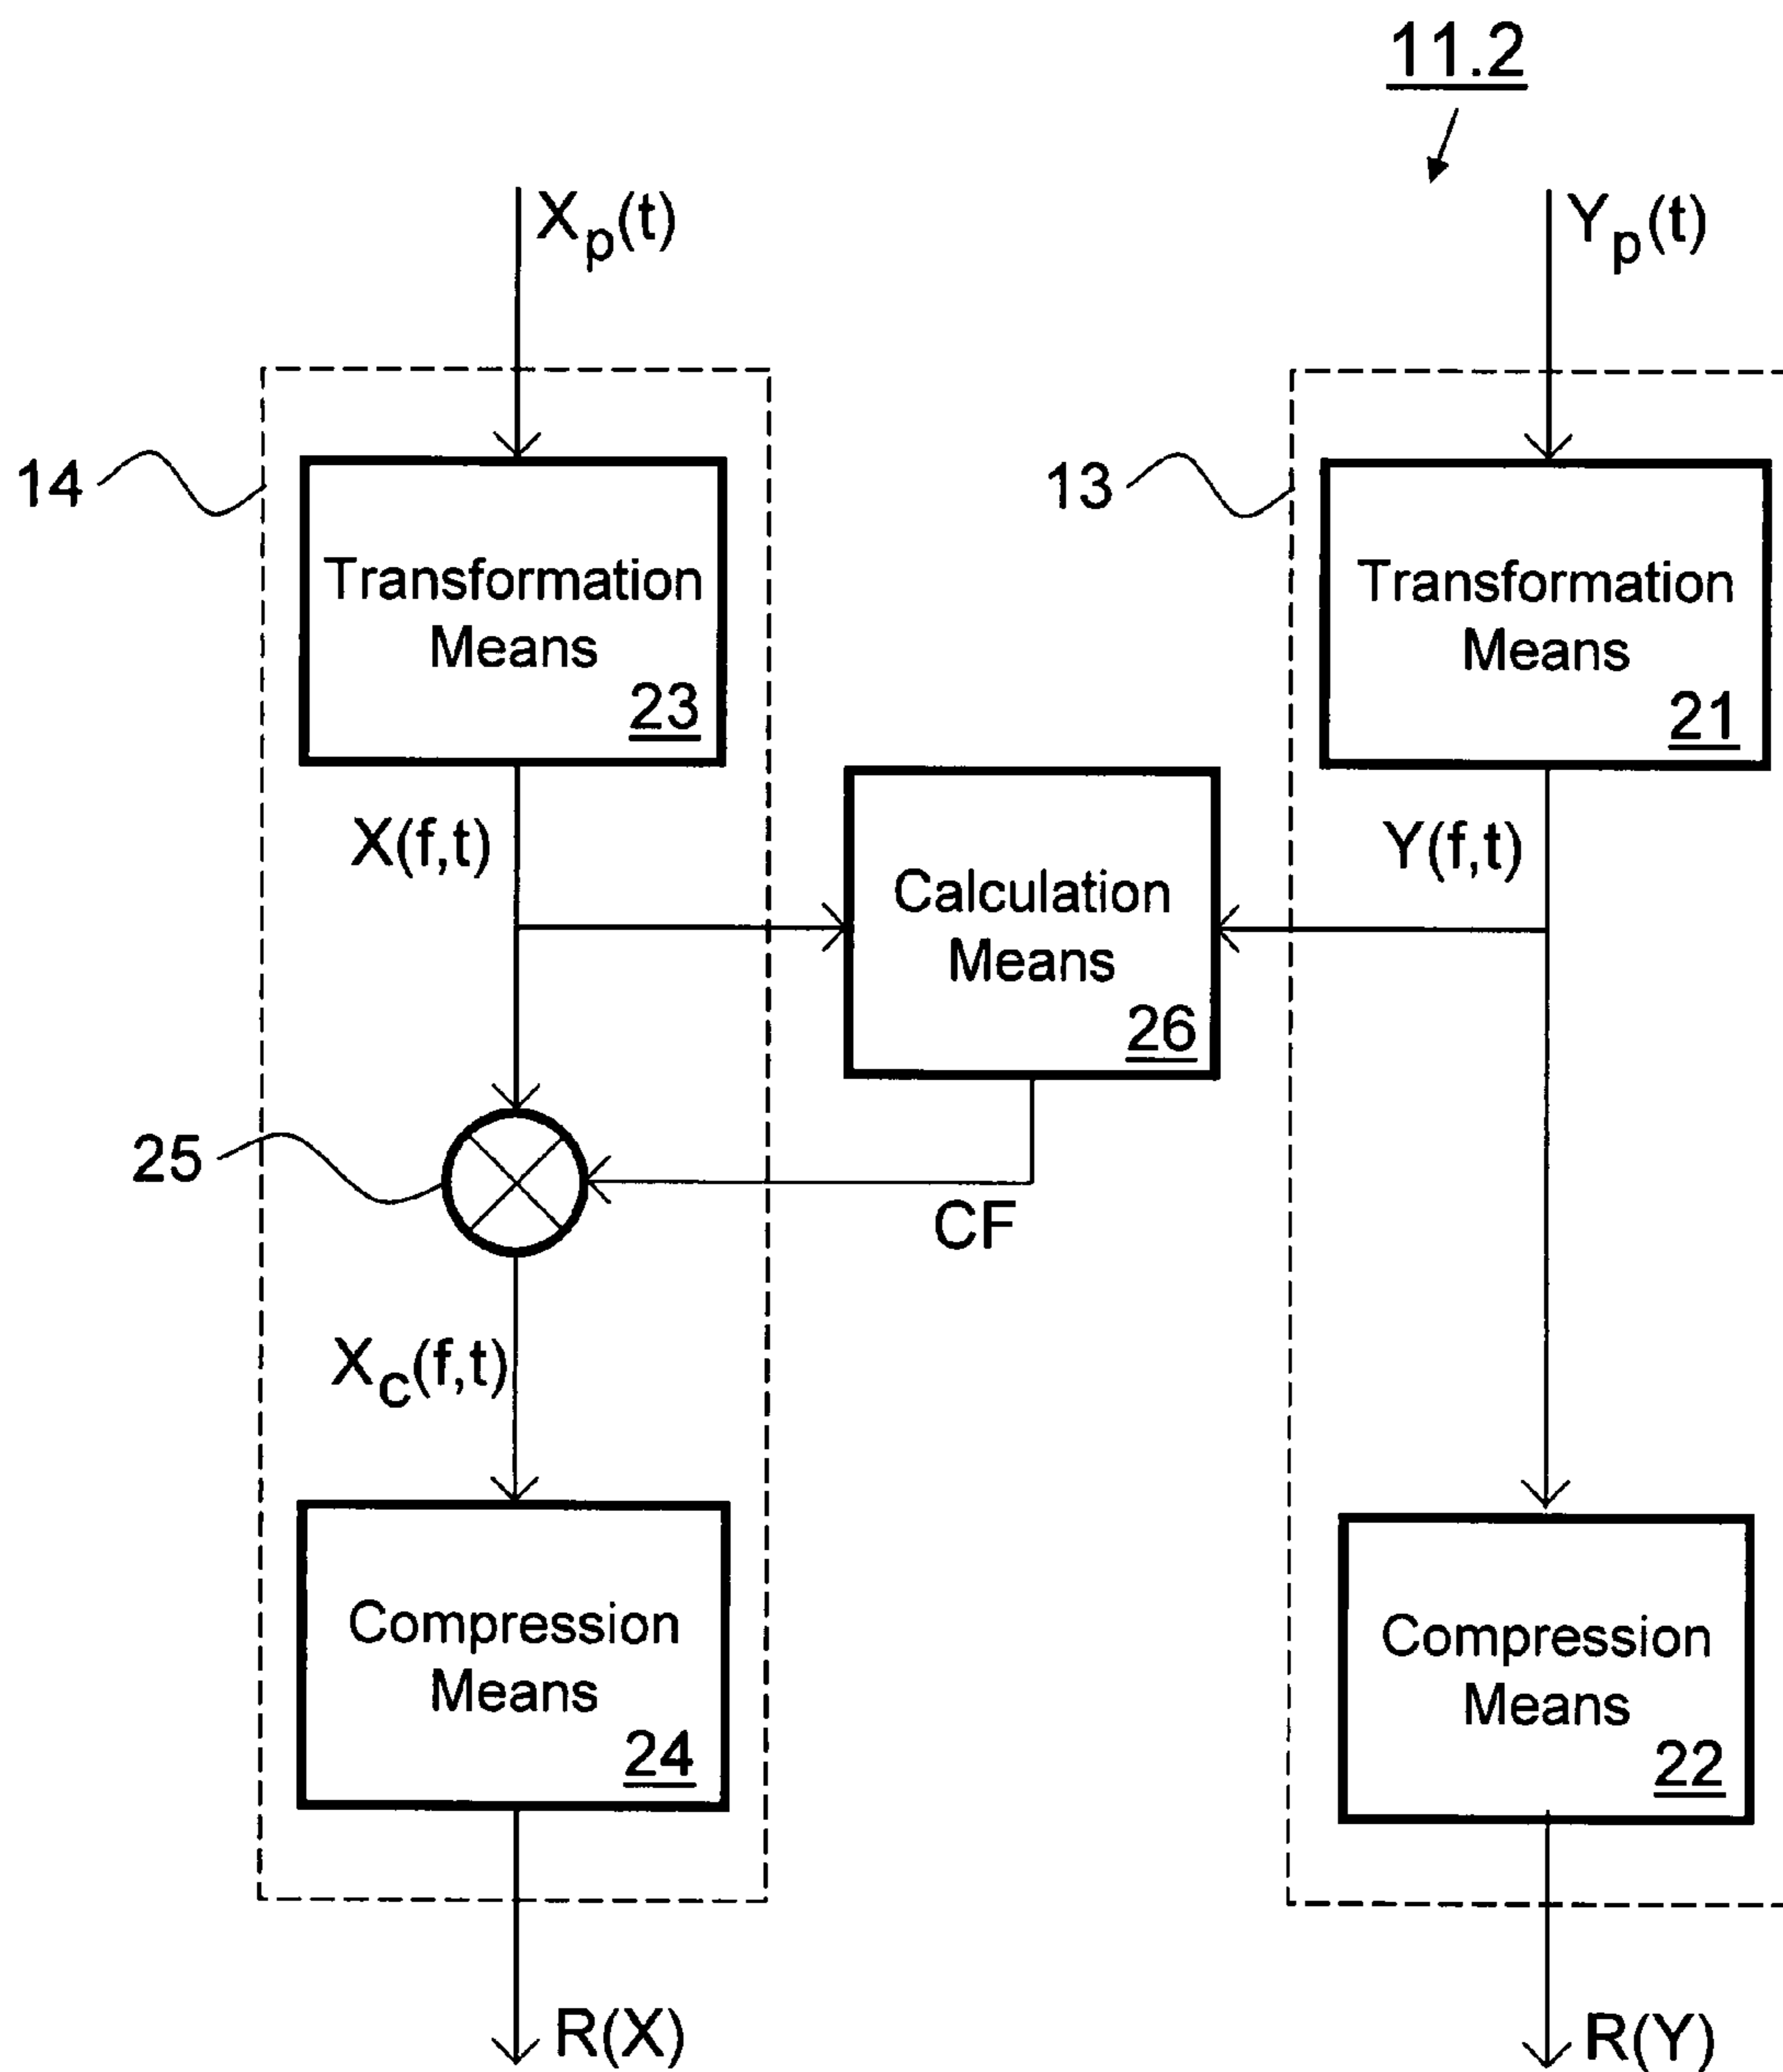 11.2
Xp(t)
Yp(t)
14
13
Transformation
Means
23
Transformation
Means
21
X(f,t)
Y(f,t)
Calculation
Means
26
25
CF
Xc(f,t)
Compression
Means
24
Compression
Means
22
R(X)
R(Y)